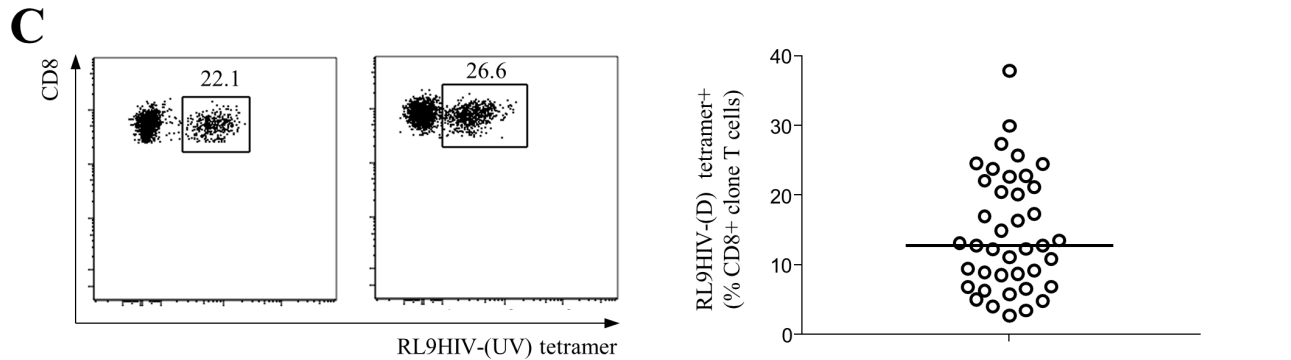 C
CD8
22.1
26.6
RL9HIV-(UV) tetramer
RL9HIV-(D) tetramer+
(% CD8+ clone T cells)
40
30
20
10
0